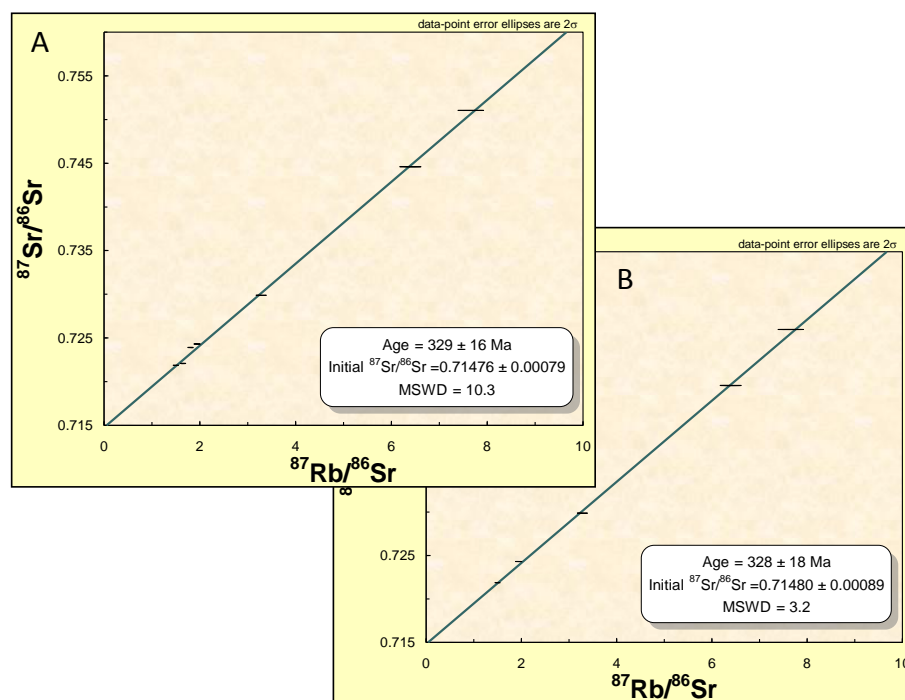 data-point error ellipses are 2σ
A
0.755
0.745
0.735
0.725
0.715
⁸⁷Sr/⁸⁶Sr
Age = 329 ± 16 Ma
Initial ⁸⁷Sr/⁸⁶Sr =0.71476 ± 0.00079
MSWD = 10.3
0 2 4 6 8 10
⁸⁷Rb/⁸⁶Sr
data-point error ellipses are 2σ
B
0.725
0.715
Age = 328 ± 18 Ma
Initial ⁸⁷Sr/⁸⁶Sr =0.71480 ± 0.00089
MSWD = 3.2
0 2 4 6 8 10
⁸⁷Rb/⁸⁶Sr